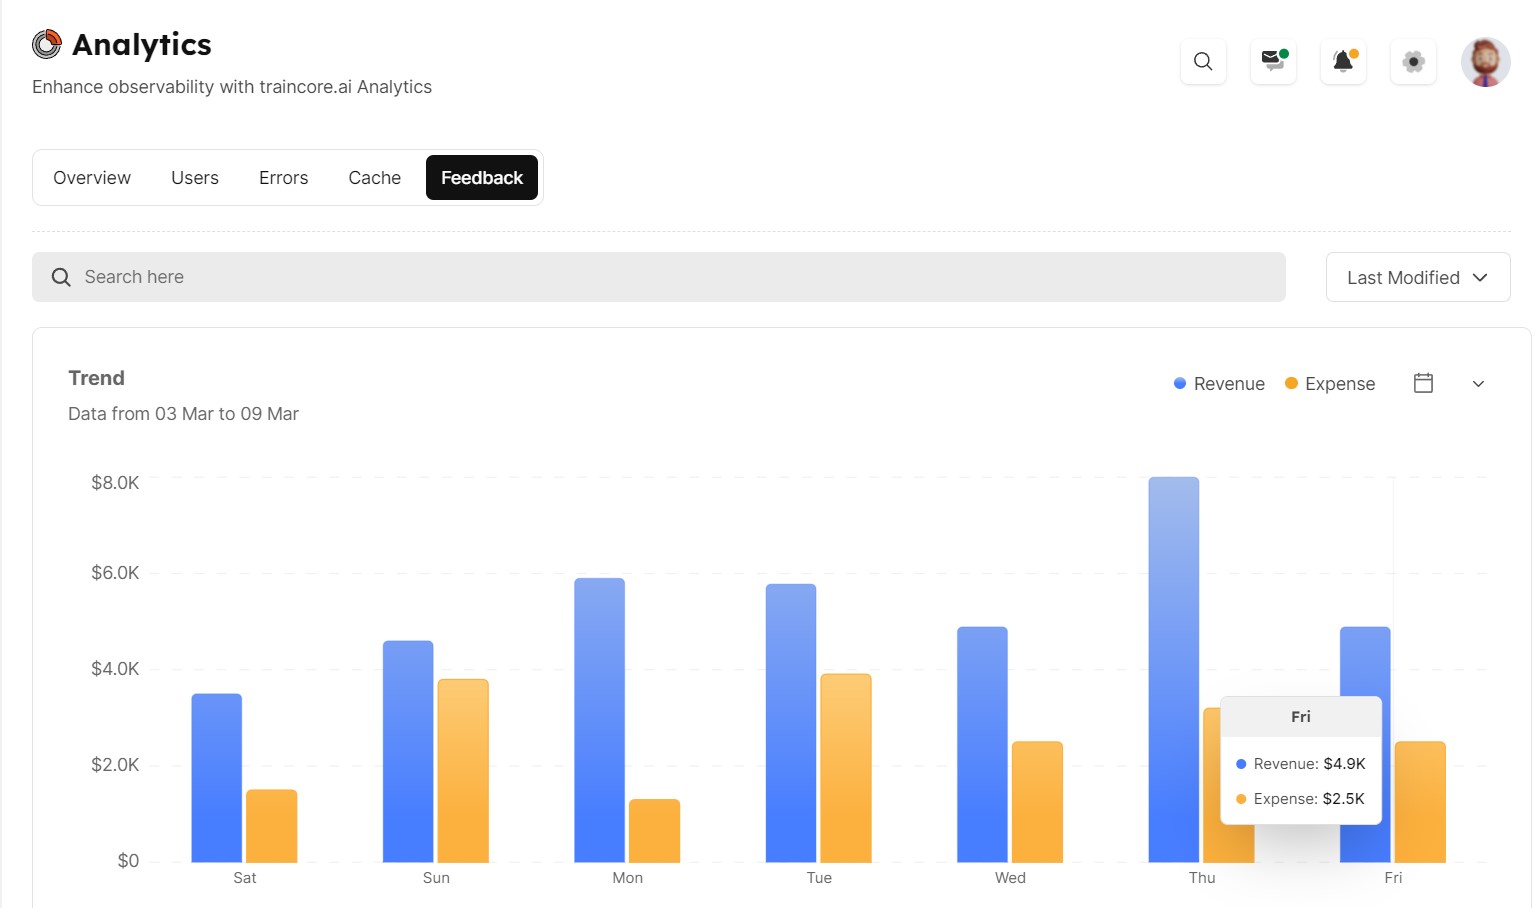 Analytics
Enhance observability with traincore.ai Analytics
Overview Users Errors Cache Feedback
Search here
Last Modified
Trend
Data from 03 Mar to 09 Mar
Revenue Expense
$8.0K
$6.0K
$4.0K
$2.0K
$0
Fri
Revenue: $4.9K
Expense: $2.5K
Sat Sun Mon Tue Wed Thu Fri